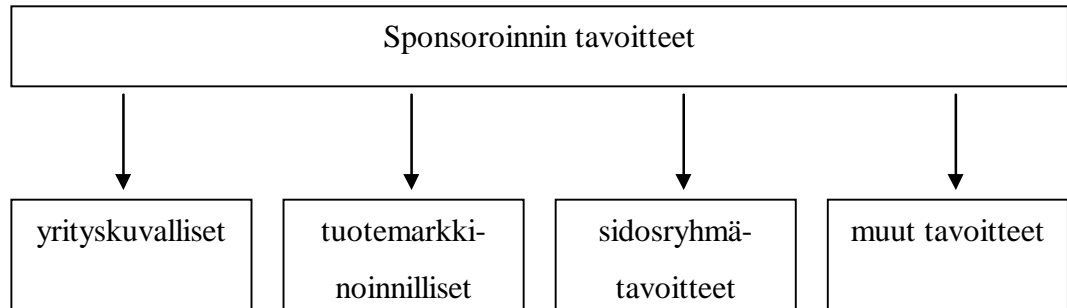 Sponsoroinnin tavoitteet
yrityskuvalliset
tuotemarkki-
noinnilliset
sidosryhmä-
tavoitteet
muut tavoitteet